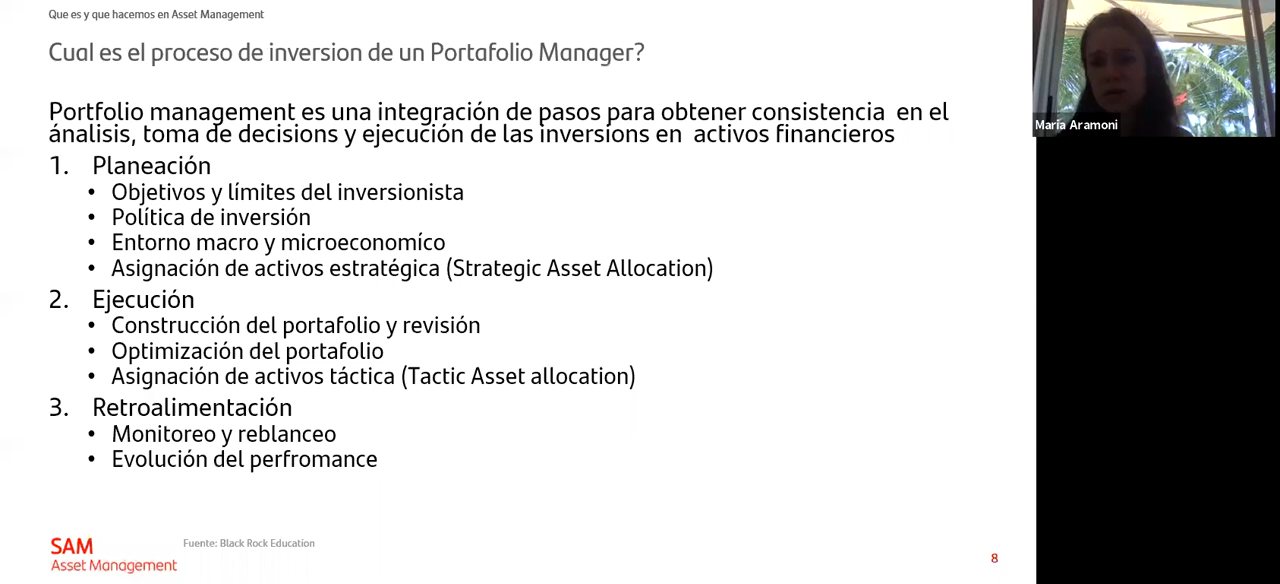 Que es y que hacemos en Asset Management
Cual es el proceso de inversion de un Portafolio Manager?
Portfolio management es una integración de pasos para obtener consistencia en el
ánalisis, toma de decisions y ejecución de las inversions en activos financieros
1. Planeación
• Objetivos y límites del inversionista
• Política de inversión
• Entorno macro y microeconomíco
• Asignación de activos estratégica (Strategic Asset Allocation)
2. Ejecución
• Construcción del portafolio y revisión
• Optimización del portafolio
• Asignación de activos táctica (Tactic Asset allocation)
3. Retroalimentación
• Monitoreo y reblanceo
• Evolución del perfromance
SAM
Asset Management
Fuente: Black Rock Education
8
María Aramoni